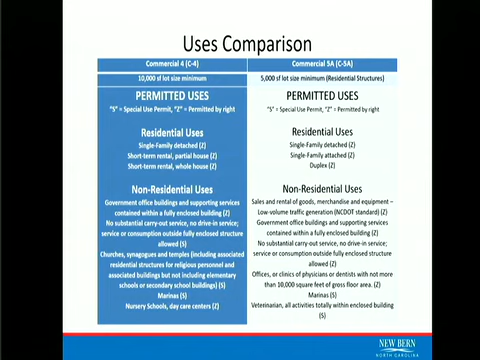 Uses Comparison
Commercial 4 (C-4)
10,000 sf lot size minimum
PERMITTED USES
"S" = Special Use Permit, "Z" = Permitted by right
Residential Uses
Single-Family detached (Z)
Short-term rental, partial house (Z)
Short-term rental, whole house (Z)
Non-Residential Uses
Government office buildings and supporting services
contained within a fully enclosed building (Z)
No substantial carry-out service, no drive-in service;
service or consumption outside fully enclosed structure
allowed (S)
Churches, synagogues and temples (including associated
residential structures for religious personnel and
associated buildings but not including elementary
schools or secondary school buildings) (S)
Marinas (S)
Nursery Schools, day care centers (Z)
Commercial 5A (C-5A)
5,000 sf lot size minimum (Residential Structures)
PERMITTED USES
"S" = Special Use Permit, "Z" = Permitted by right
Residential Uses
Single-Family detached (Z)
Single-Family attached (Z)
Duplex (Z)
Non-Residential Uses
Sales and rental of goods, merchandise and equipment –
Low-volume traffic generation (NCDOT standard) (Z)
Government office buildings and supporting services
contained within a fully enclosed building (Z)
No substantial carry-out service, no drive-in service;
service or consumption outside fully enclosed structure
allowed (Z)
Offices, or clinics of physicians or dentists with not more
than 10,000 square feet of gross floor area. (Z)
Marinas (S)
Veterinarian, all activities totally within enclosed building
(S)
NEW BERN
NORTH CAROLINA